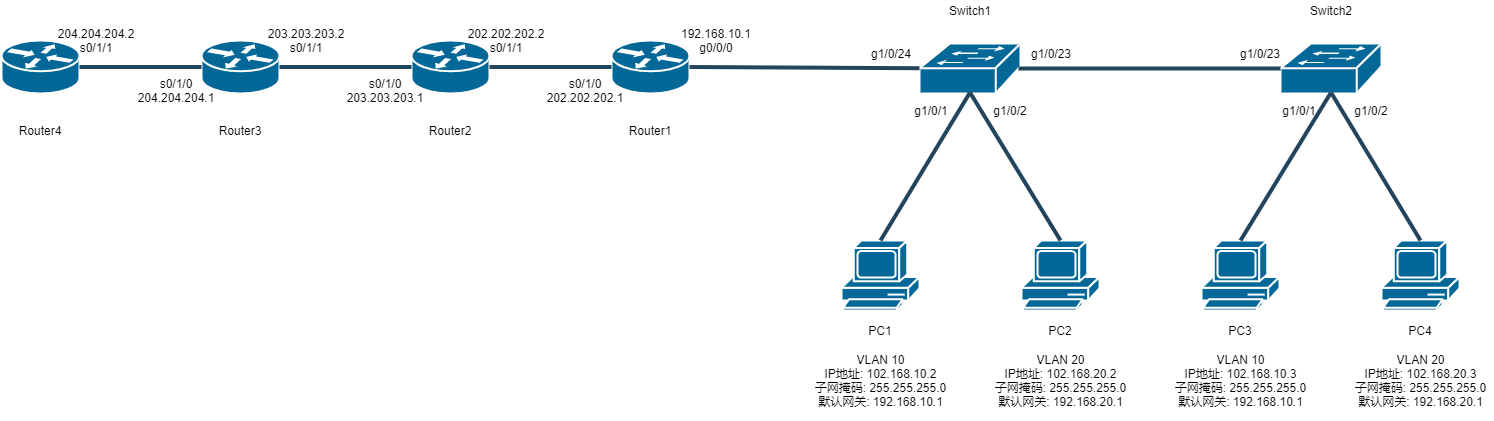 Switch1
Switch2
204.204.204.2
s0/1/1
203.203.203.2
s0/1/1
202.202.202.2
s0/1/1
192.168.10.1
g0/0/0
g1/0/24
g1/0/23
g1/0/23
s0/1/0
204.204.204.1
s0/1/0
203.203.203.1
s0/1/0
202.202.202.1
g1/0/1
g1/0/2
g1/0/1
g1/0/2
Router4
Router3
Router2
Router1
PC1
VLAN 10
IP地址: 102.168.10.2
子网掩码: 255.255.255.0
默认网关: 192.168.10.1
PC2
VLAN 20
IP地址: 102.168.20.2
子网掩码: 255.255.255.0
默认网关: 192.168.20.1
PC3
VLAN 10
IP地址: 102.168.10.3
子网掩码: 255.255.255.0
默认网关: 192.168.10.1
PC4
VLAN 20
IP地址: 102.168.20.3
子网掩码: 255.255.255.0
默认网关: 192.168.20.1